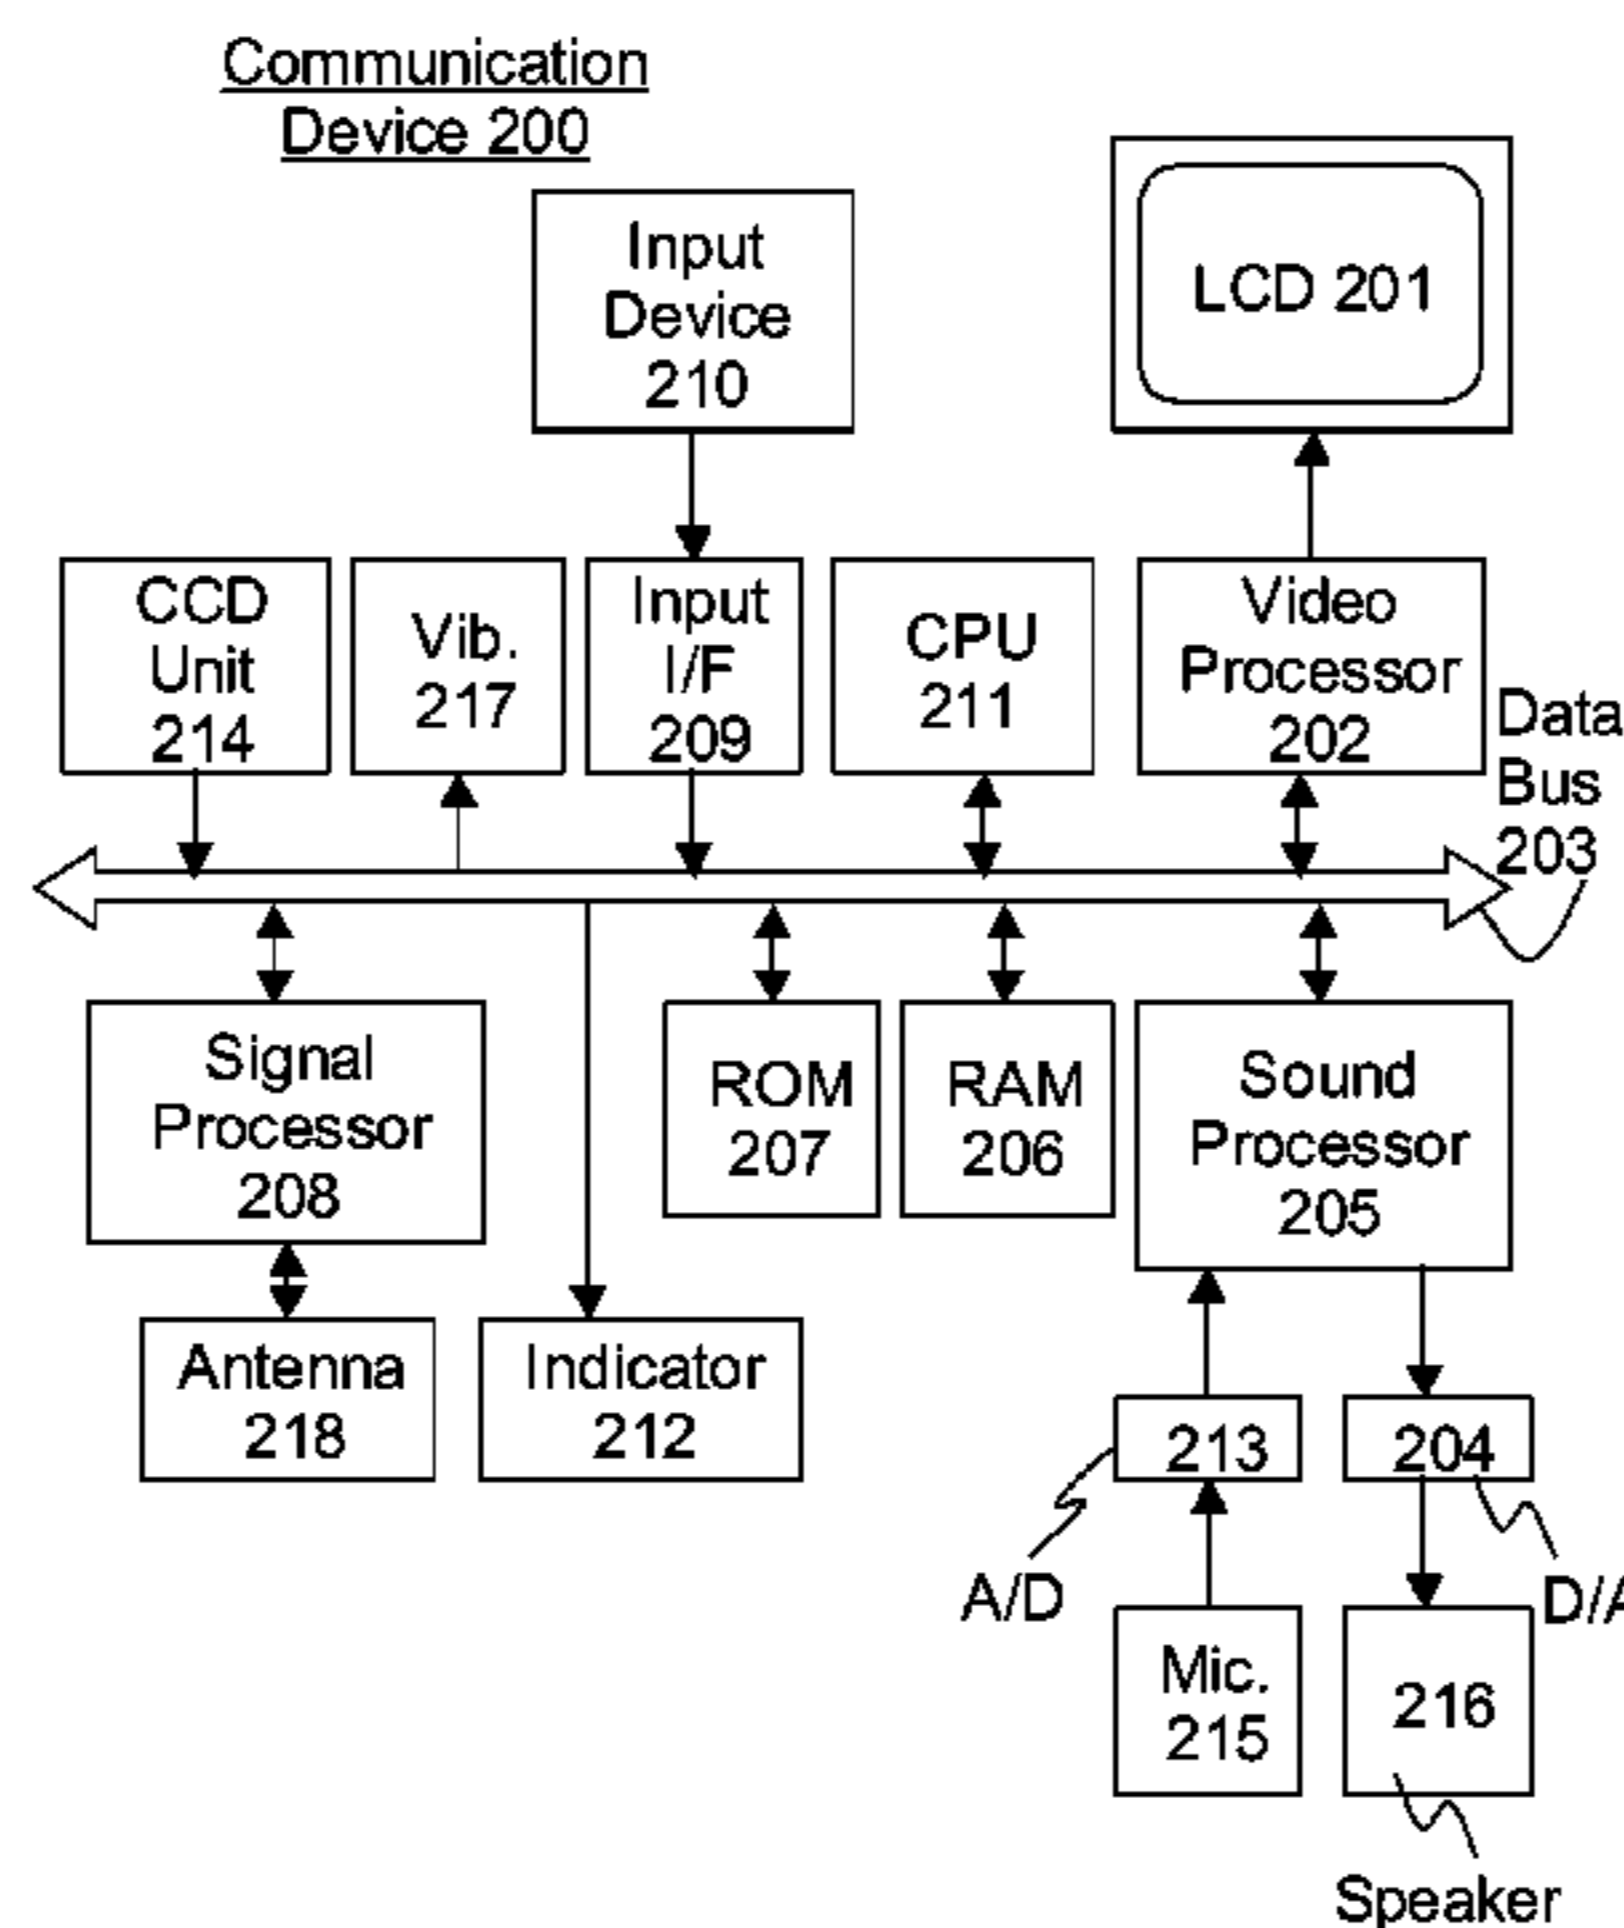 Communication
Device 200
Input
Device
210
LCD 201
CCD
Unit
214
Vib.
217
Input
I/F
209
CPU
211
Video
Processor
202
Data
Bus
203
Signal
Processor
208
ROM
207
RAM
206
Sound
Processor
205
Antenna
218
Indicator
212
213
204
A/D
D/A
Mic.
215
216
Speaker